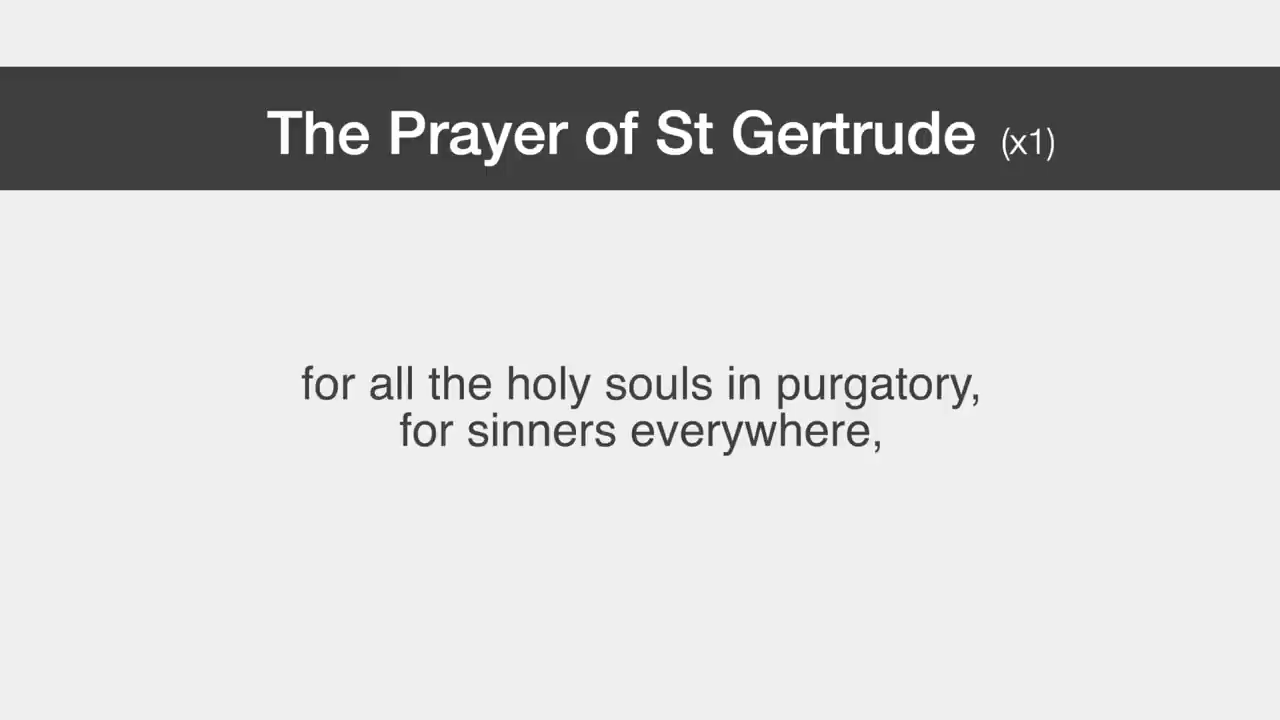 The Prayer of St Gertrude (x1)
for all the holy souls in purgatory,
for sinners everywhere,